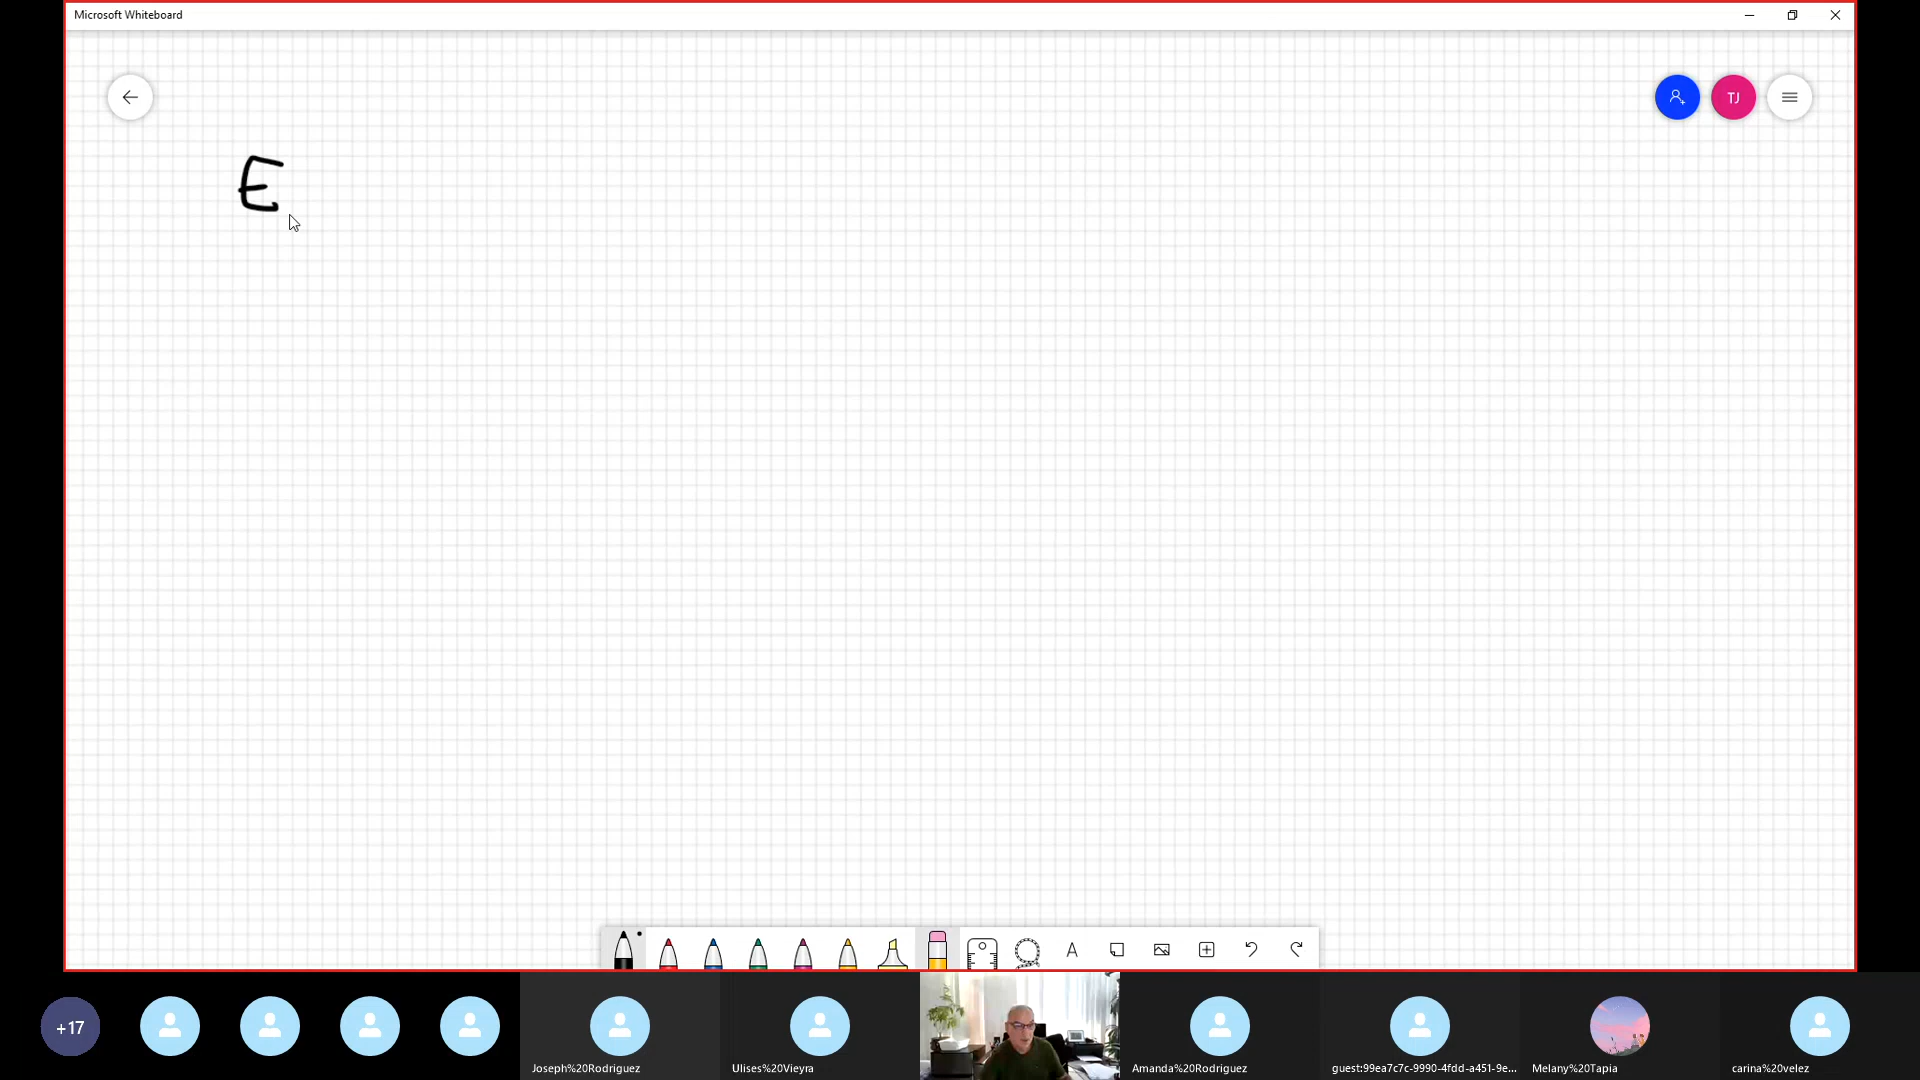 Microsoft Whiteboard
TJ
E
A
+17
Joseph%20Rodriguez
Ulises%20Vieyra
Amanda%20Rodriguez
guest:99ea7c7c-9990-4fdd-a451-9e...
Melany%20Tapia
carina%20velez